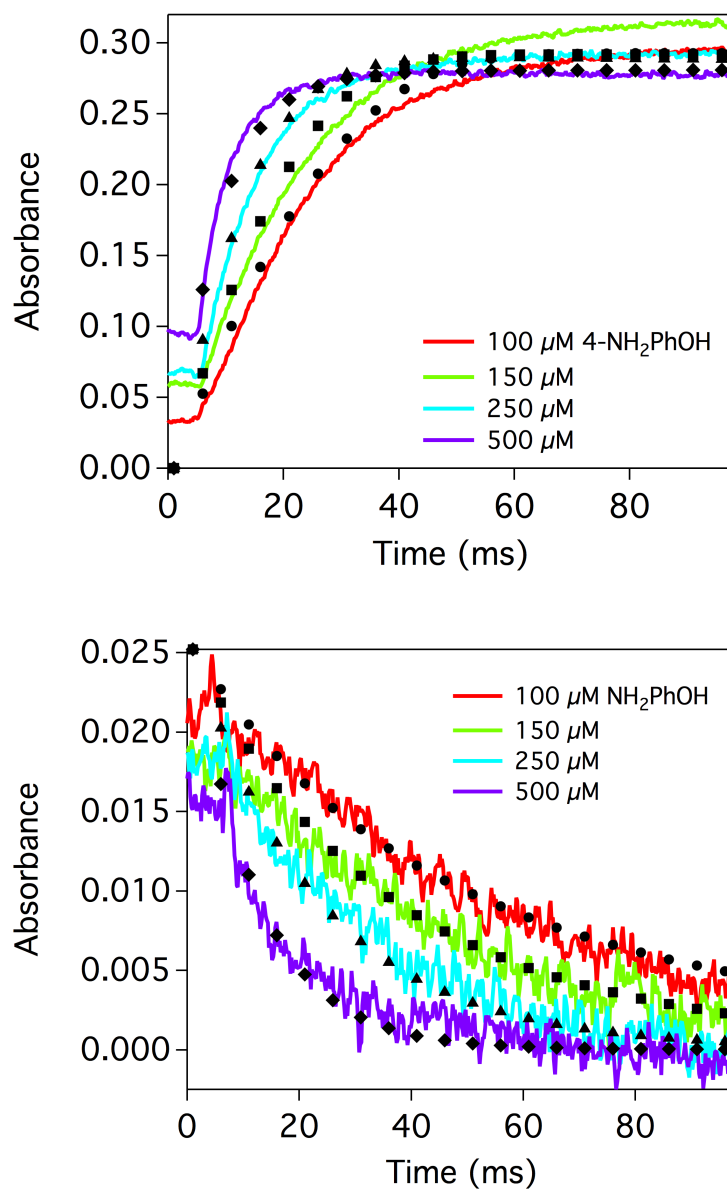 0.30
0.25
0.20
0.15
0.10
0.05
0.00
Absorbance
100 µM 4-NH₂PhOH
150 µM
250 µM
500 µM
0 20 40 60 80
Time (ms)
0.025
0.020
0.015
0.010
0.005
0.000
Absorbance
100 µM NH₂PhOH
150 µM
250 µM
500 µM
0 20 40 60 80
Time (ms)